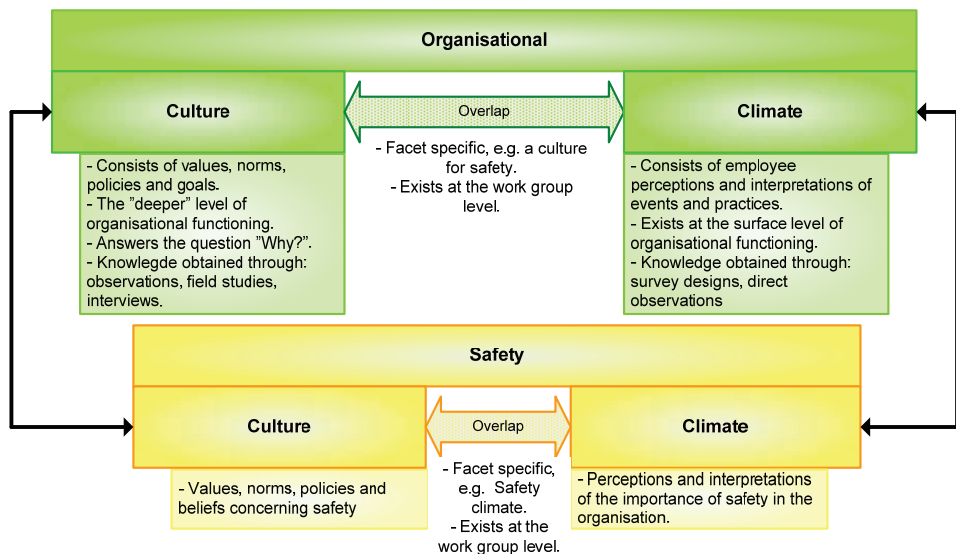 Organisational
Culture
Overlap
Climate
- Consists of values, norms,
policies and goals.
- The ”deeper” level of
organisational functioning.
- Answers the question ”Why?”.
- Knowlegde obtained through:
observations, field studies,
interviews.
- Facet specific, e.g. a culture
for safety.
- Exists at the work group
level.
- Consists of employee
perceptions and interpretations of
events and practices.
- Exists at the surface level of
organisational functioning.
- Knowledge obtained through:
survey designs, direct
observations
Safety
Culture
Overlap
Climate
- Values, norms, policies and
beliefs concerning safety
- Facet specific,
e.g. Safety
climate.
- Exists at the
work group level.
- Perceptions and interpretations
of the importance of safety in the
organisation.